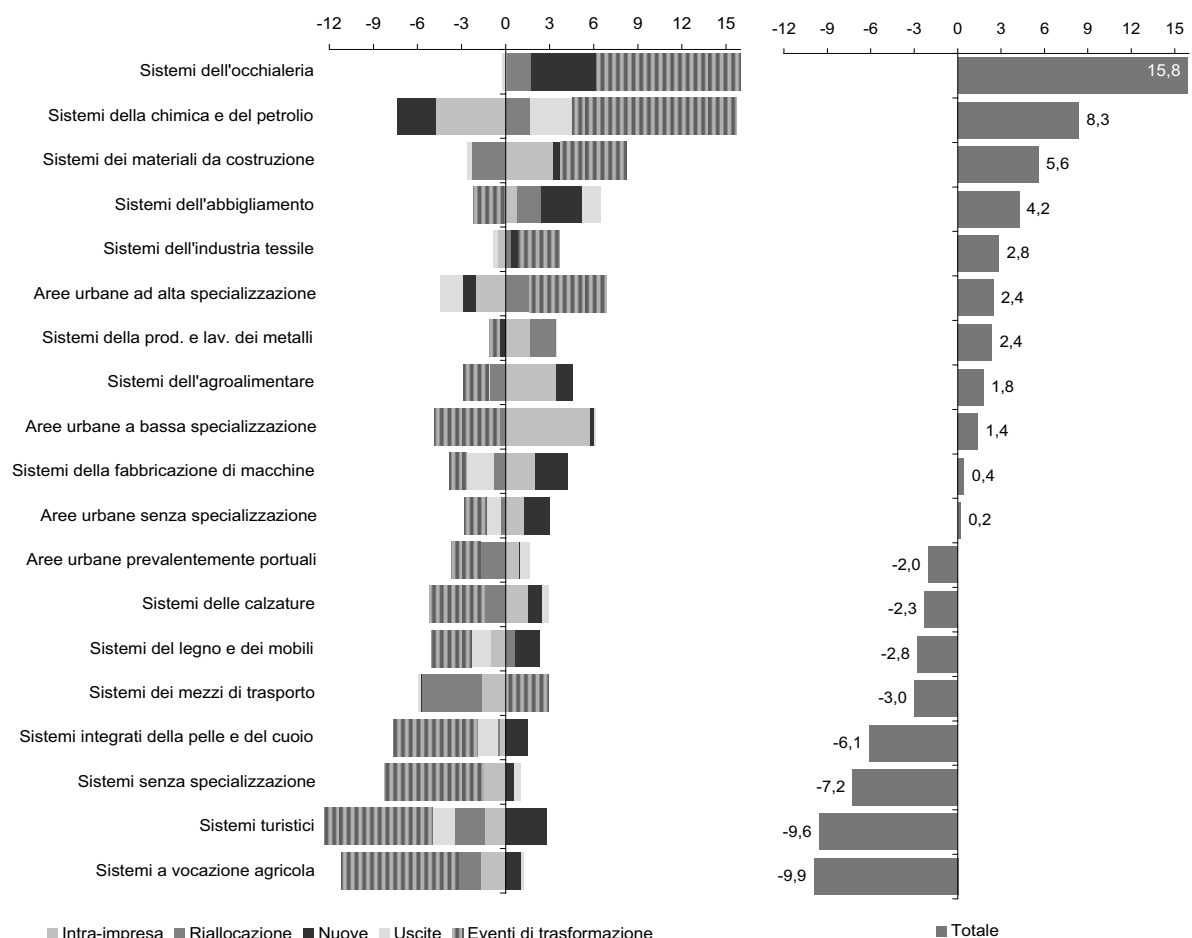 -12 -9 -6 -3 0 3 6 9 12 15
-12 -9 -6 -3 0 3 6 9 12 15
Sistemi dell'occhialeria 15,8
Sistemi della chimica e del petrolio 8,3
Sistemi dei materiali da costruzione 5,6
Sistemi dell'abbigliamento 4,2
Sistemi dell'industria tessile 2,8
Aree urbane ad alta specializzazione 2,4
Sistemi della prod. e lav. dei metalli 2,4
Sistemi dell'agroalimentare 1,8
Aree urbane a bassa specializzazione 1,4
Sistemi della fabbricazione di macchine 0,4
Aree urbane senza specializzazione 0,2
Aree urbane prevalentemente portuali -2,0
Sistemi delle calzature -2,3
Sistemi del legno e dei mobili -2,8
Sistemi dei mezzi di trasporto -3,0
Sistemi integrati della pelle e del cuoio -6,1
Sistemi senza specializzazione -7,2
Sistemi turistici -9,6
Sistemi a vocazione agricola -9,9
Intra-impresa Riallocazione Nuove Uscite Eventi di trasformazione
Totale